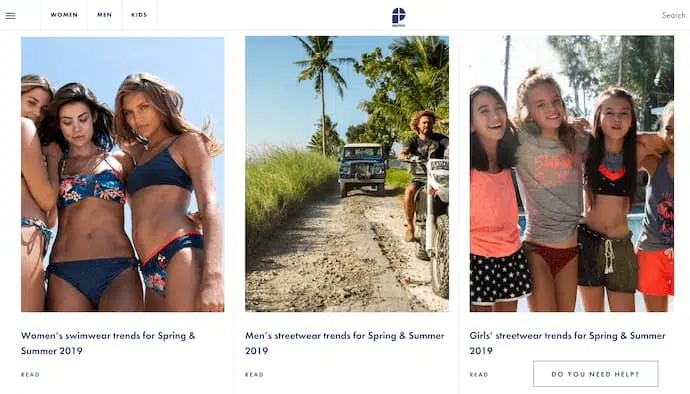 WOMEN
MEN
KIDS
Search
Women's swimwear trends for Spring &
Summer 2019
READ
Men's streetwear trends for Spring & Summer
2019
READ
Girls' streetwear trends for Spring & Summer
2019
READ
DO YOU NEED HELP?